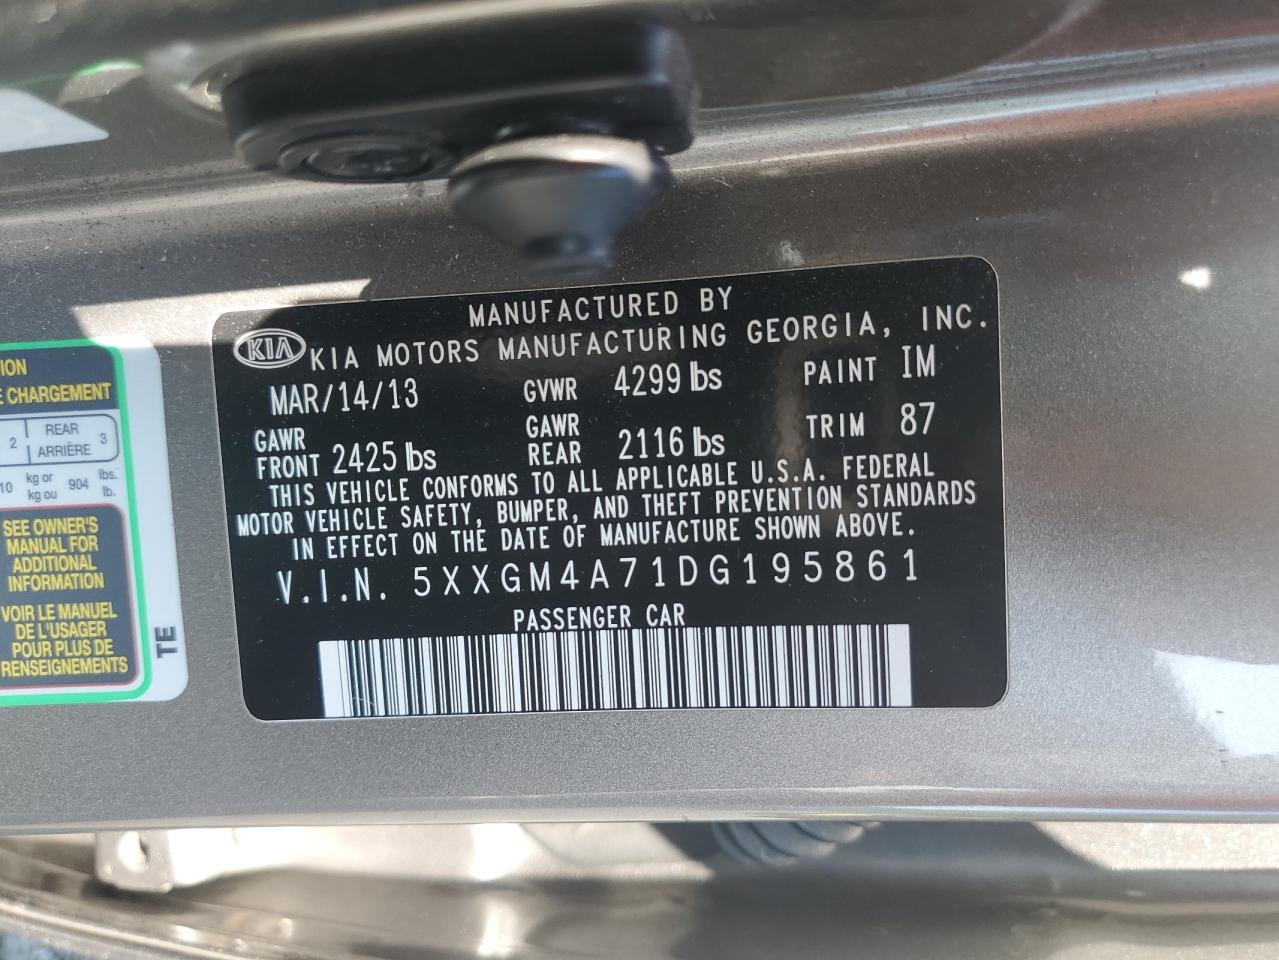 MANUFACTURED BY
KIA KIA MOTORS MANUFACTURING GEORGIA, INC.
MAR/14/13 GVWR 4299 lbs PAINT IM
GAWR FRONT 2425 lbs GAWR REAR 2116 lbs TRIM 87
THIS VEHICLE CONFORMS TO ALL APPLICABLE U.S.A. FEDERAL
MOTOR VEHICLE SAFETY, BUMPER, AND THEFT PREVENTION STANDARDS
IN EFFECT ON THE DATE OF MANUFACTURE SHOWN ABOVE.
V.I.N. 5XXGM4A71DG195861
PASSENGER CAR
CHARGEMENT
2 REAR ARRIÈRE 3
kg or kg ou 904 lbs. lb.
SEE OWNER'S
MANUAL FOR
ADDITIONAL
INFORMATION
VOIR LE MANUEL
DE L'USAGER
POUR PLUS DE
RENSEIGNEMENTS
TE